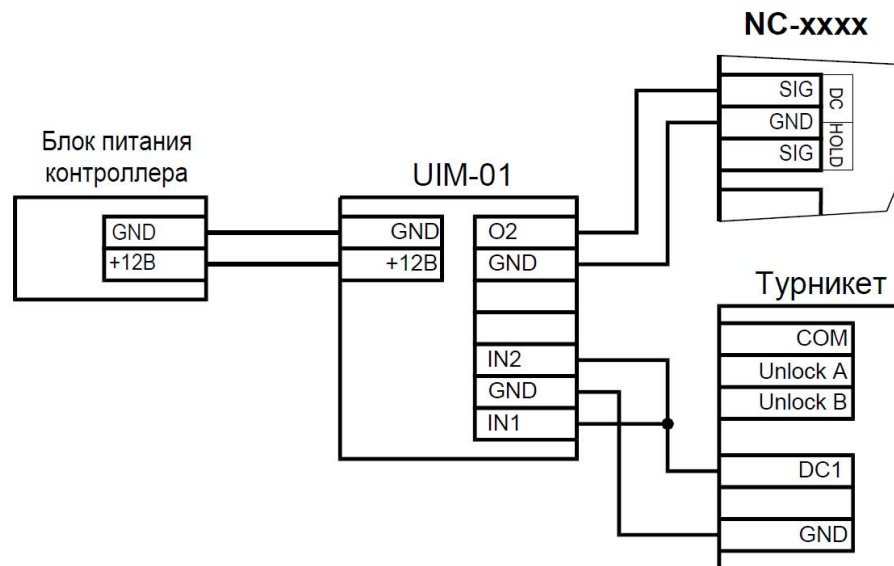 NC-xxxx
SIG
DC
GND
HOLD
SIG
Блок питания
контроллера
GND
+12В
UIM-01
GND
+12В
O2
GND
IN2
GND
IN1
Турникет
COM
Unlock A
Unlock B
DC1
GND